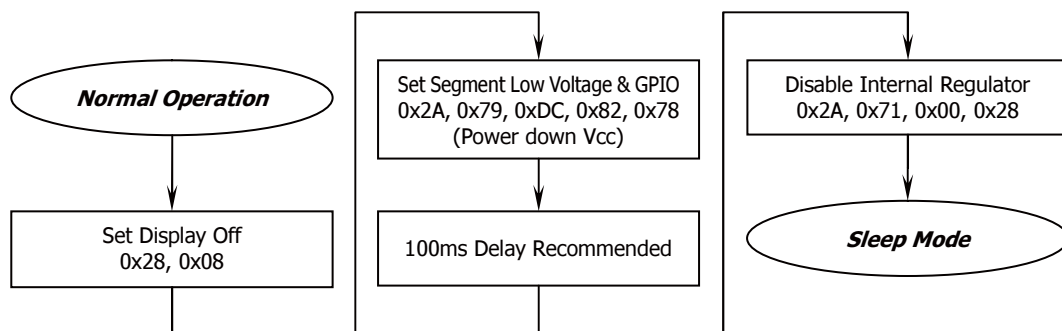 Normal Operation
Set Display Off
0x28, 0x08
Set Segment Low Voltage & GPIO
0x2A, 0x79, 0xDC, 0x82, 0x78
(Power down Vcc)
100ms Delay Recommended
Disable Internal Regulator
0x2A, 0x71, 0x00, 0x28
Sleep Mode